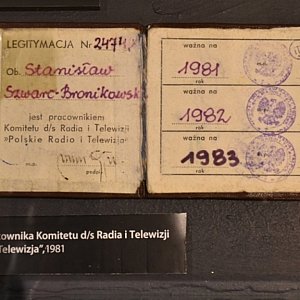 LEGITYMACJA Nr
Ob. Stanisław
Szwarc-Bronikowski
jest pracownikiem
Komitetu d/s Radia i Telewizji
»Polskie Radio i Telewizja«
ważna na
1981
rok
ważna na
1982
rok
ważna na
1983
rok
ownika Komitetu d/s Radia i Telewizji
Telewizja”,1981